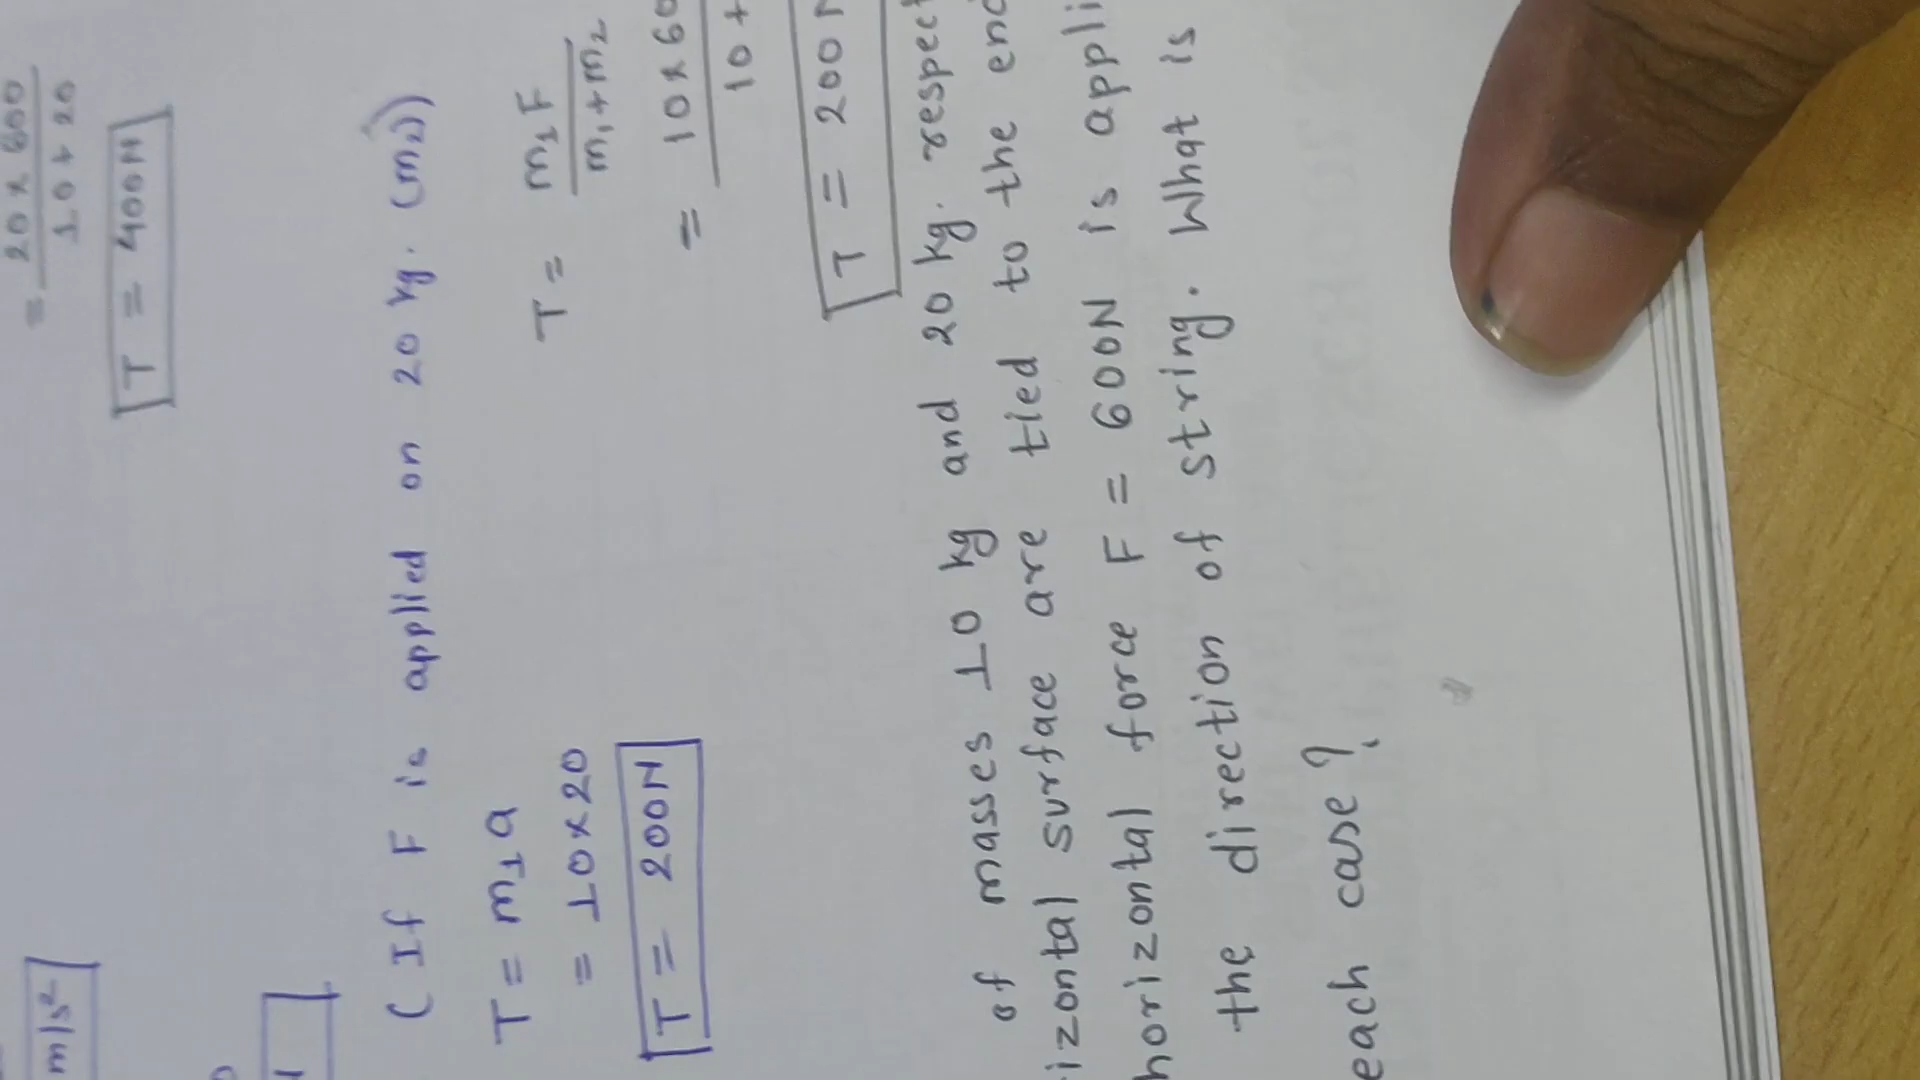 = 20 x 600
10 + 20
T = 400N
m/s²
(If F is applied on 20 kg. (m₂))
T = m₁a
= 10 x 20
T = 200N
T = m₁F
m₁+m₂
= 10 x 60
10 +
T = 200N
of masses 10 kg and 20 kg. respect
izontal surface are tied to the end
horizontal force F = 600N is appli
the direction of string. What is
each case?